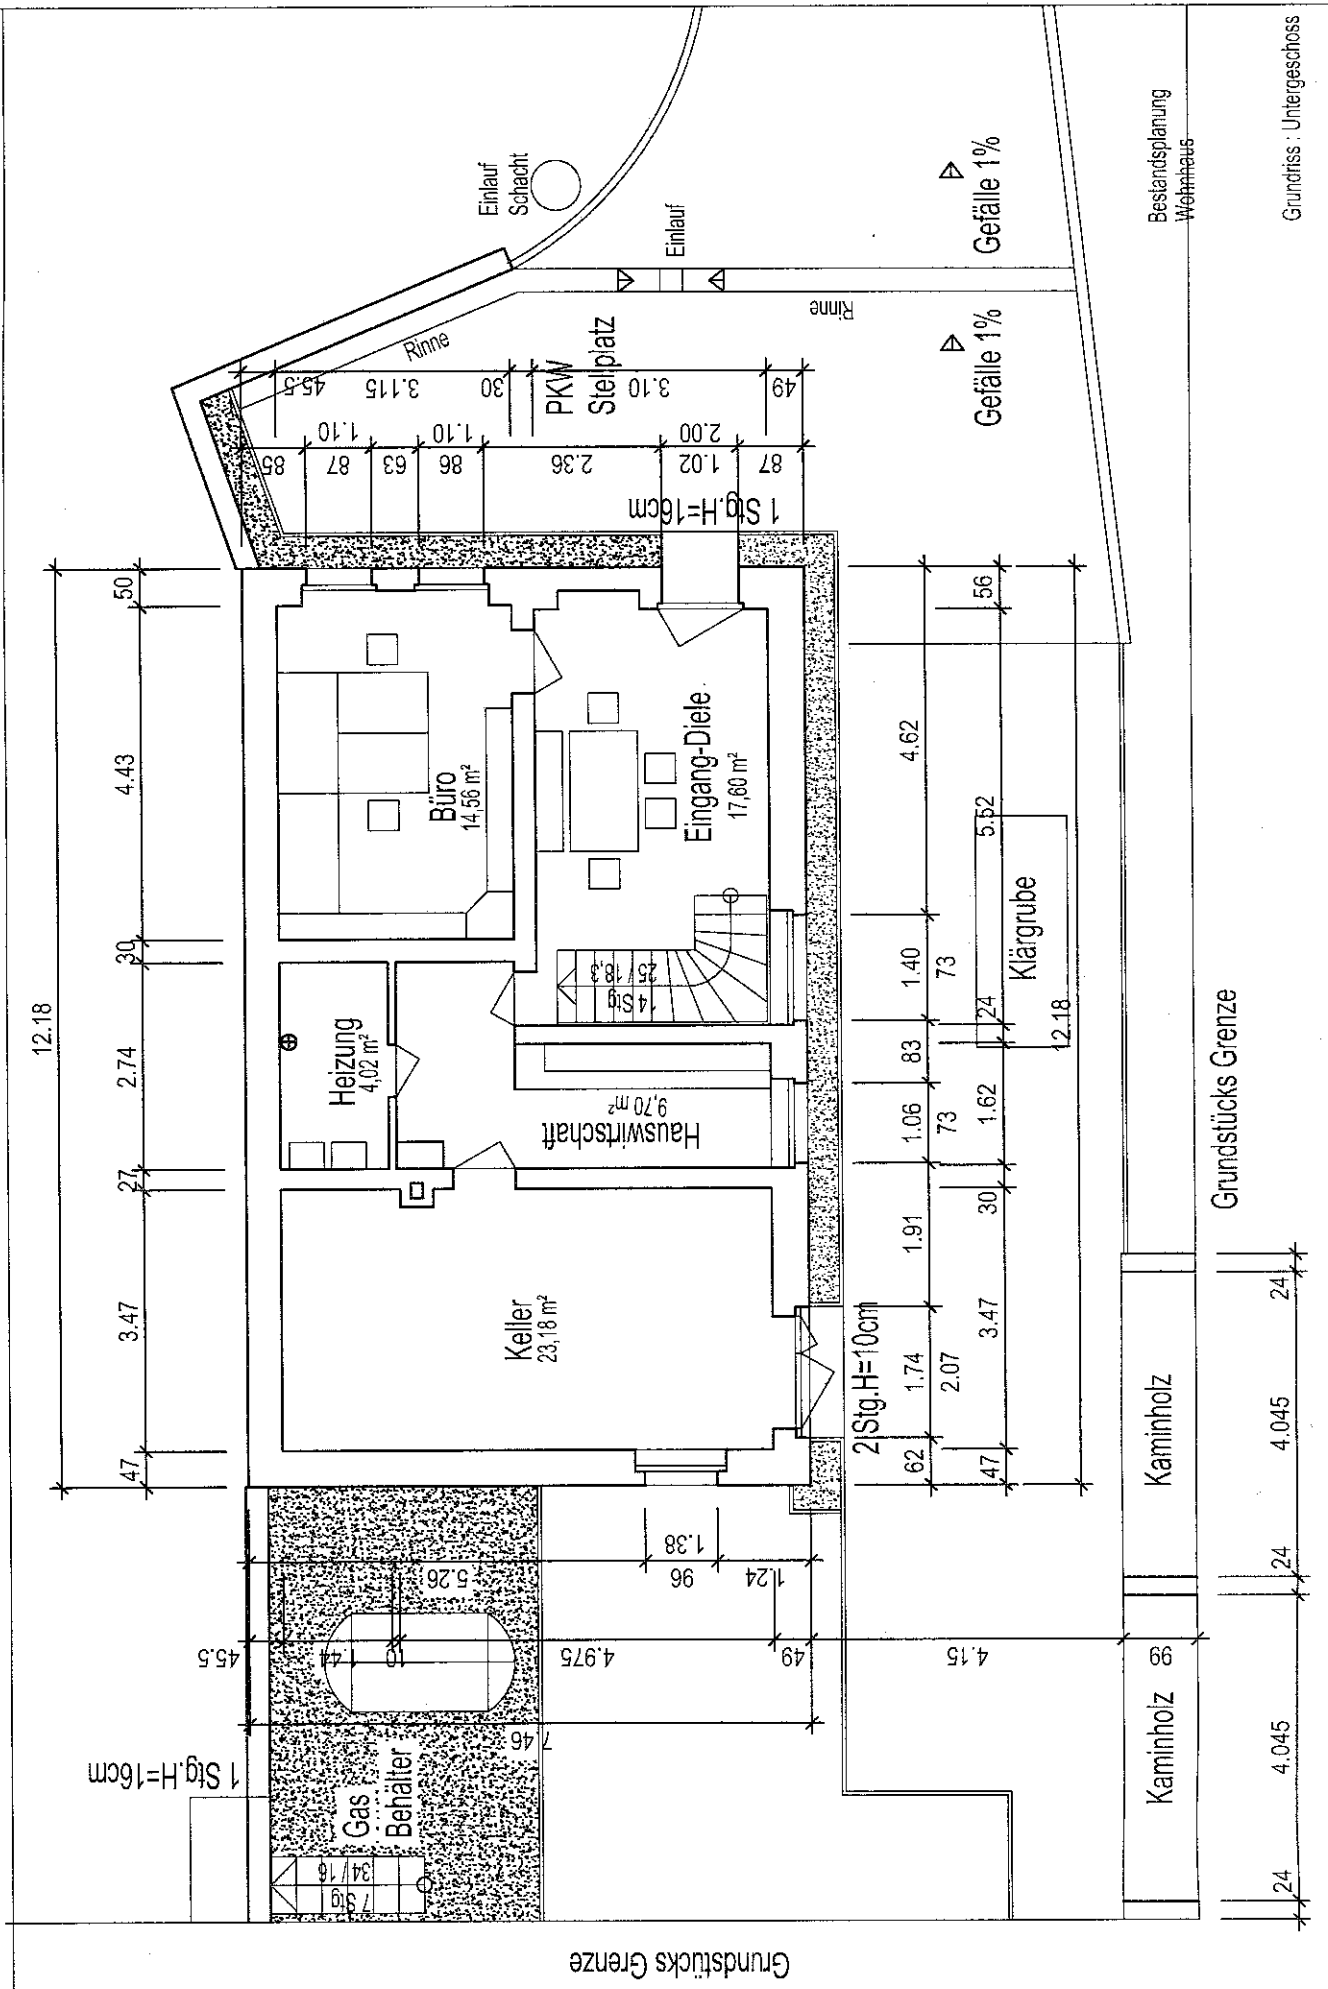 12.18
47
3.47
27
2.74
30
4.43
50
1 Stg.H=16cm
7 Stg
34 / 16
Gas
Behälter
45.5
1.44
10
4.975
49
7.46
5.26
96
1.38
1.24
4.15
99
Keller
23,18 m²
Heizung
4,02 m²
Hauswirtschaft
9,70 m²
Büro
14,56 m²
Eingang-Diele
17,60 m²
14 Stg
25 / 18,3
85
87
1.10
63
86
1.10
2.36
1.02
2.00
87
45.5
3.115
30
3.10
49
1 Stg.H=16cm
PKW
Stellplatz
Rinne
Rinne
Einlauf
Schacht
Einlauf
Gefälle 1%
Gefälle 1%
2 Stg.H=10cm
62
1.74
2.07
1.91
1.06
73
83
1.40
73
4.62
47
3.47
30
1.62
24
5.52
56
12.18
Klärgrube
Kaminholz
Kaminholz
24
4.045
24
4.045
24
Grundstücks Grenze
Grundstücks Grenze
Bestandsplanung
Wohnhaus
Grundriss : Untergeschoss